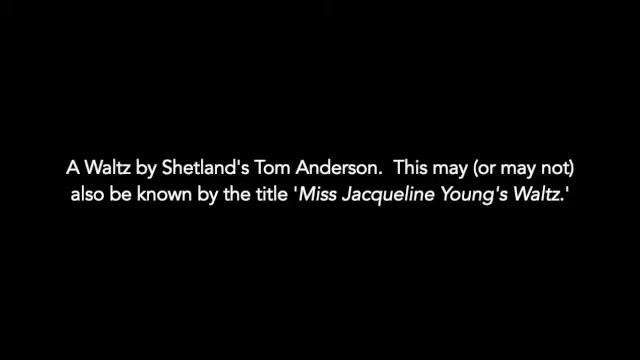 A Waltz by Shetland's Tom Anderson.  This may (or may not)
also be known by the title 'Miss Jacqueline Young's Waltz.'